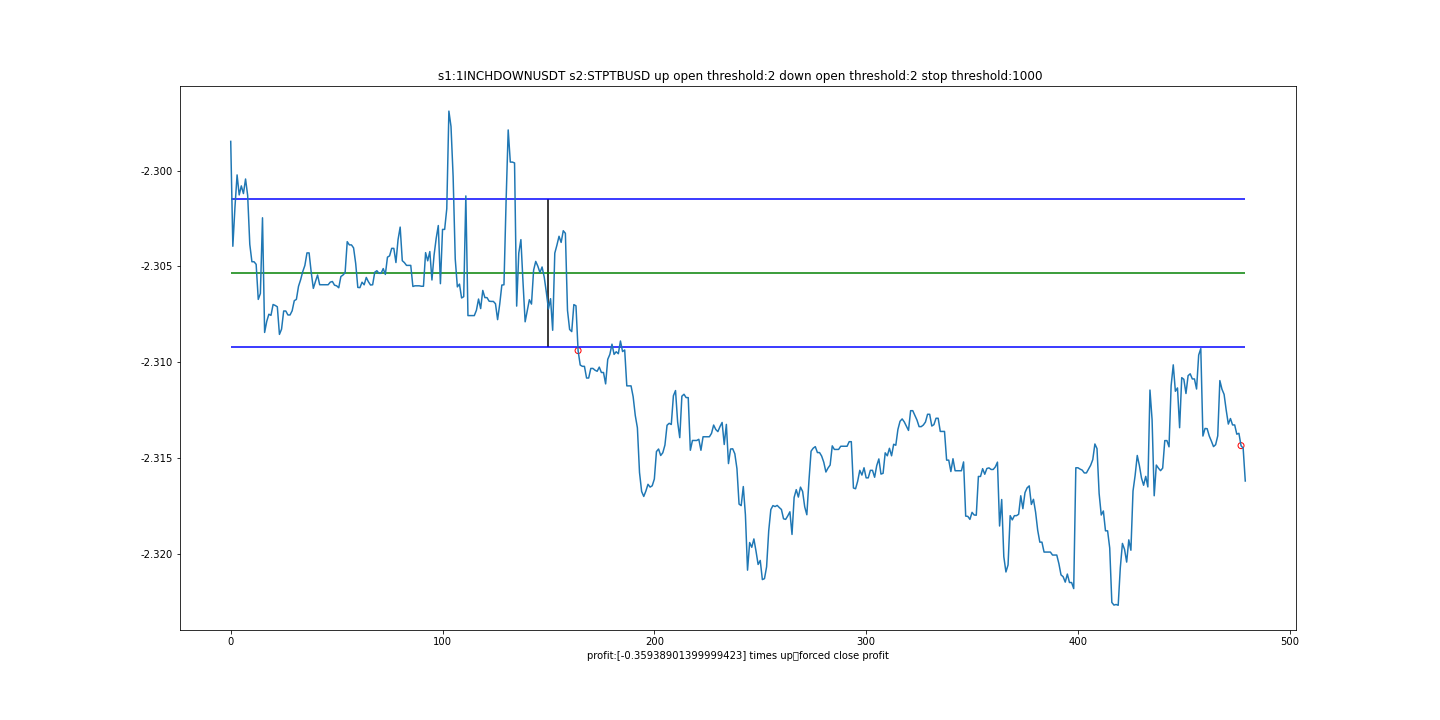 s1:1INCHDOWNUSDT s2:STPTBUSD up open threshold:2 down open threshold:2 stop threshold:1000
-2.300
-2.305
-2.310
-2.315
-2.320
0 100 200 300 400 500
profit:[-0.35938901399999423] times up▯forced close profit